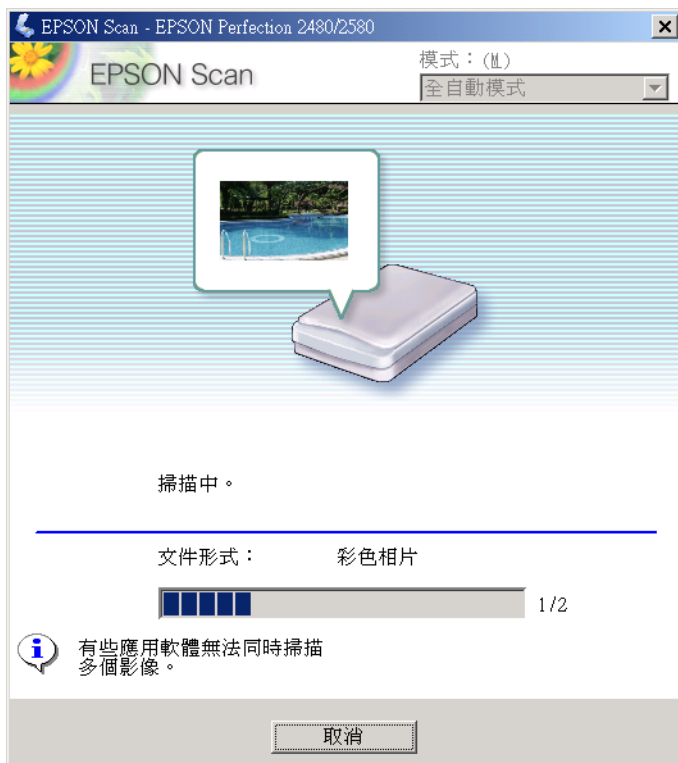 EPSON Scan - EPSON Perfection 2480/2580
EPSON Scan
模式：(M)
全自動模式
掃描中。
文件形式： 彩色相片
1/2
有些應用軟體無法同時掃描
多個影像。
取消